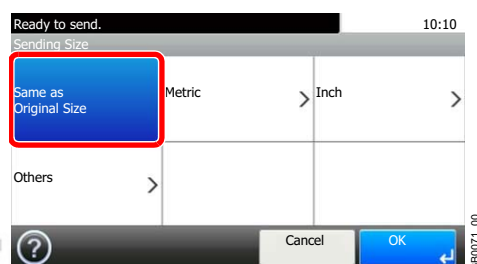 Ready to send. 10:10
Sending Size
Same as
Original Size
Metric
Inch
Others
?
Cancel
OK
B0071_00